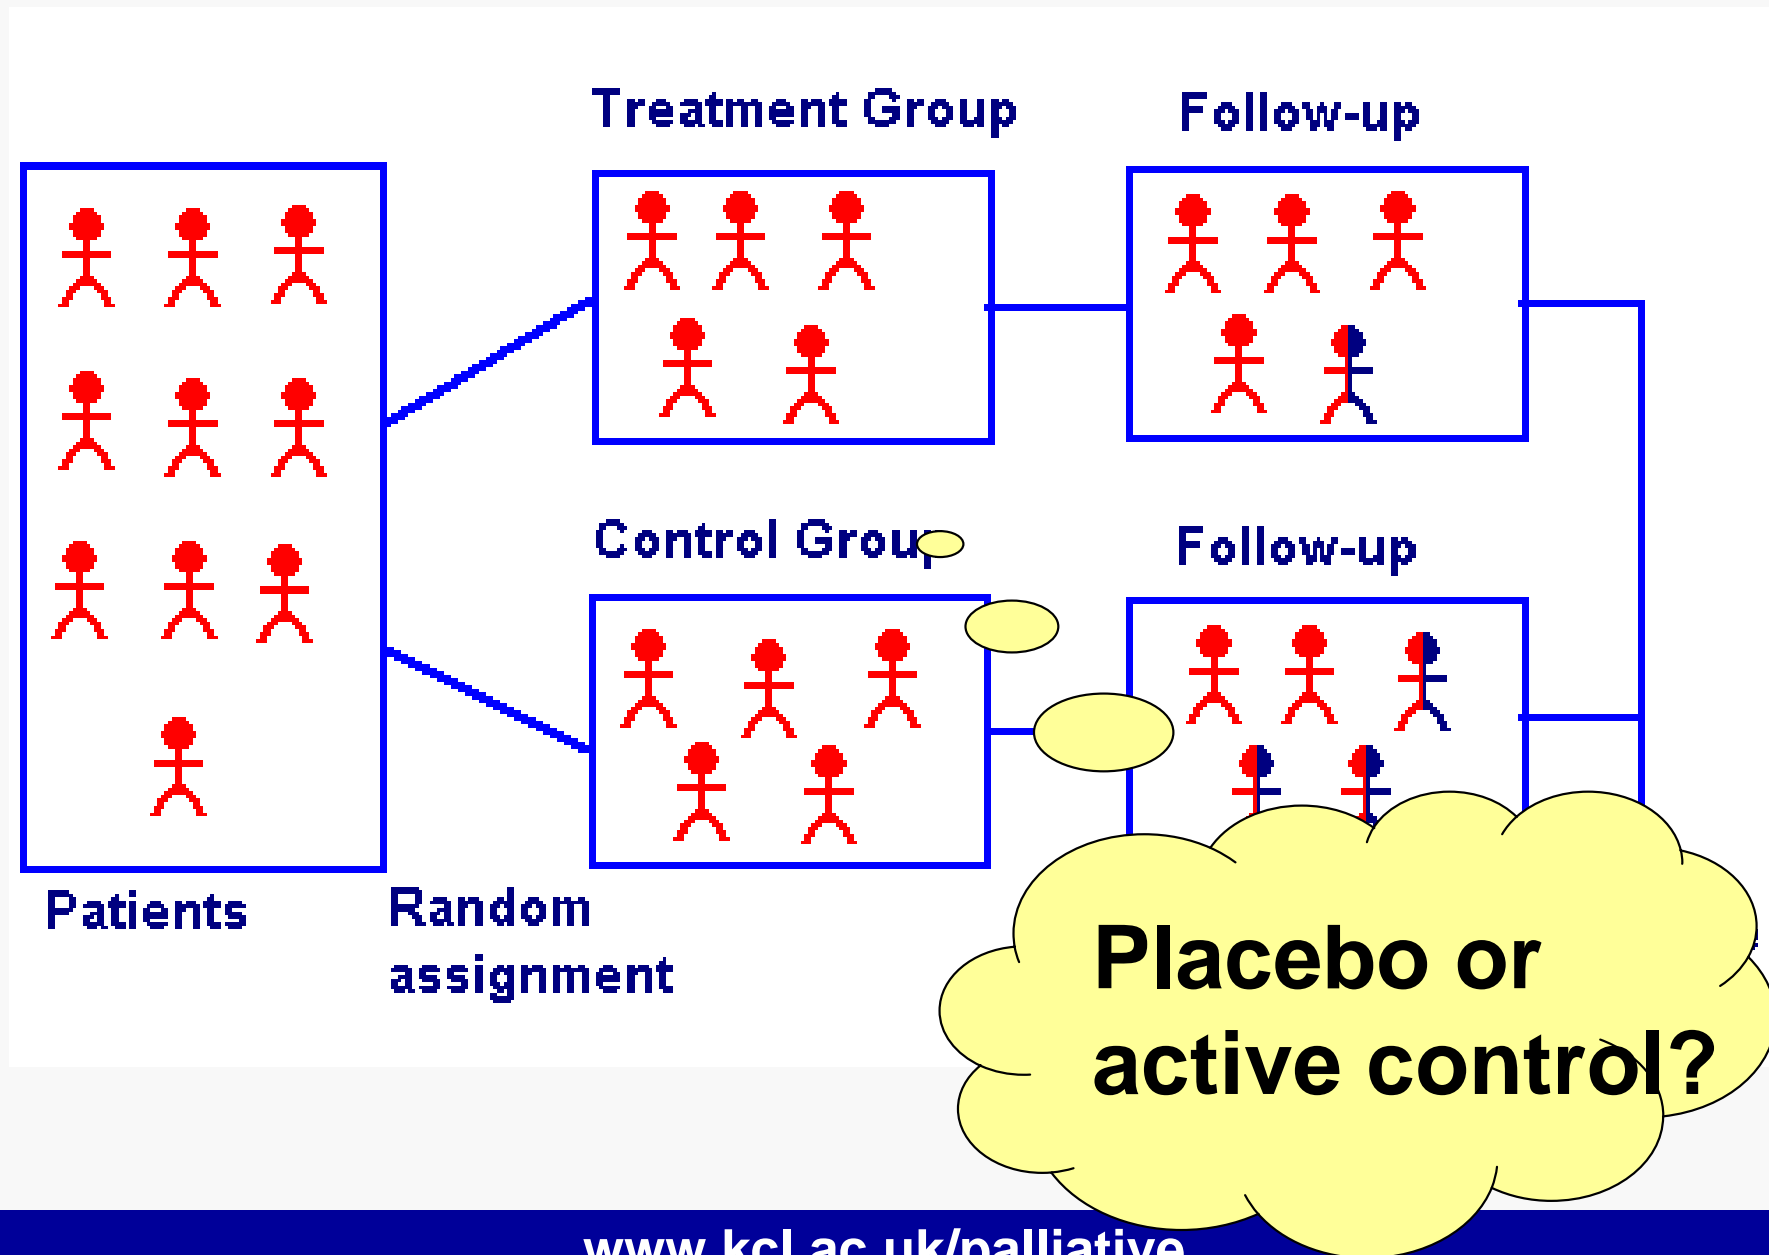 Treatment Group
Follow-up
Control Group
Follow-up
Patients
Random
assignment
Placebo or
active control?
www.kcl.ac.uk/palliative